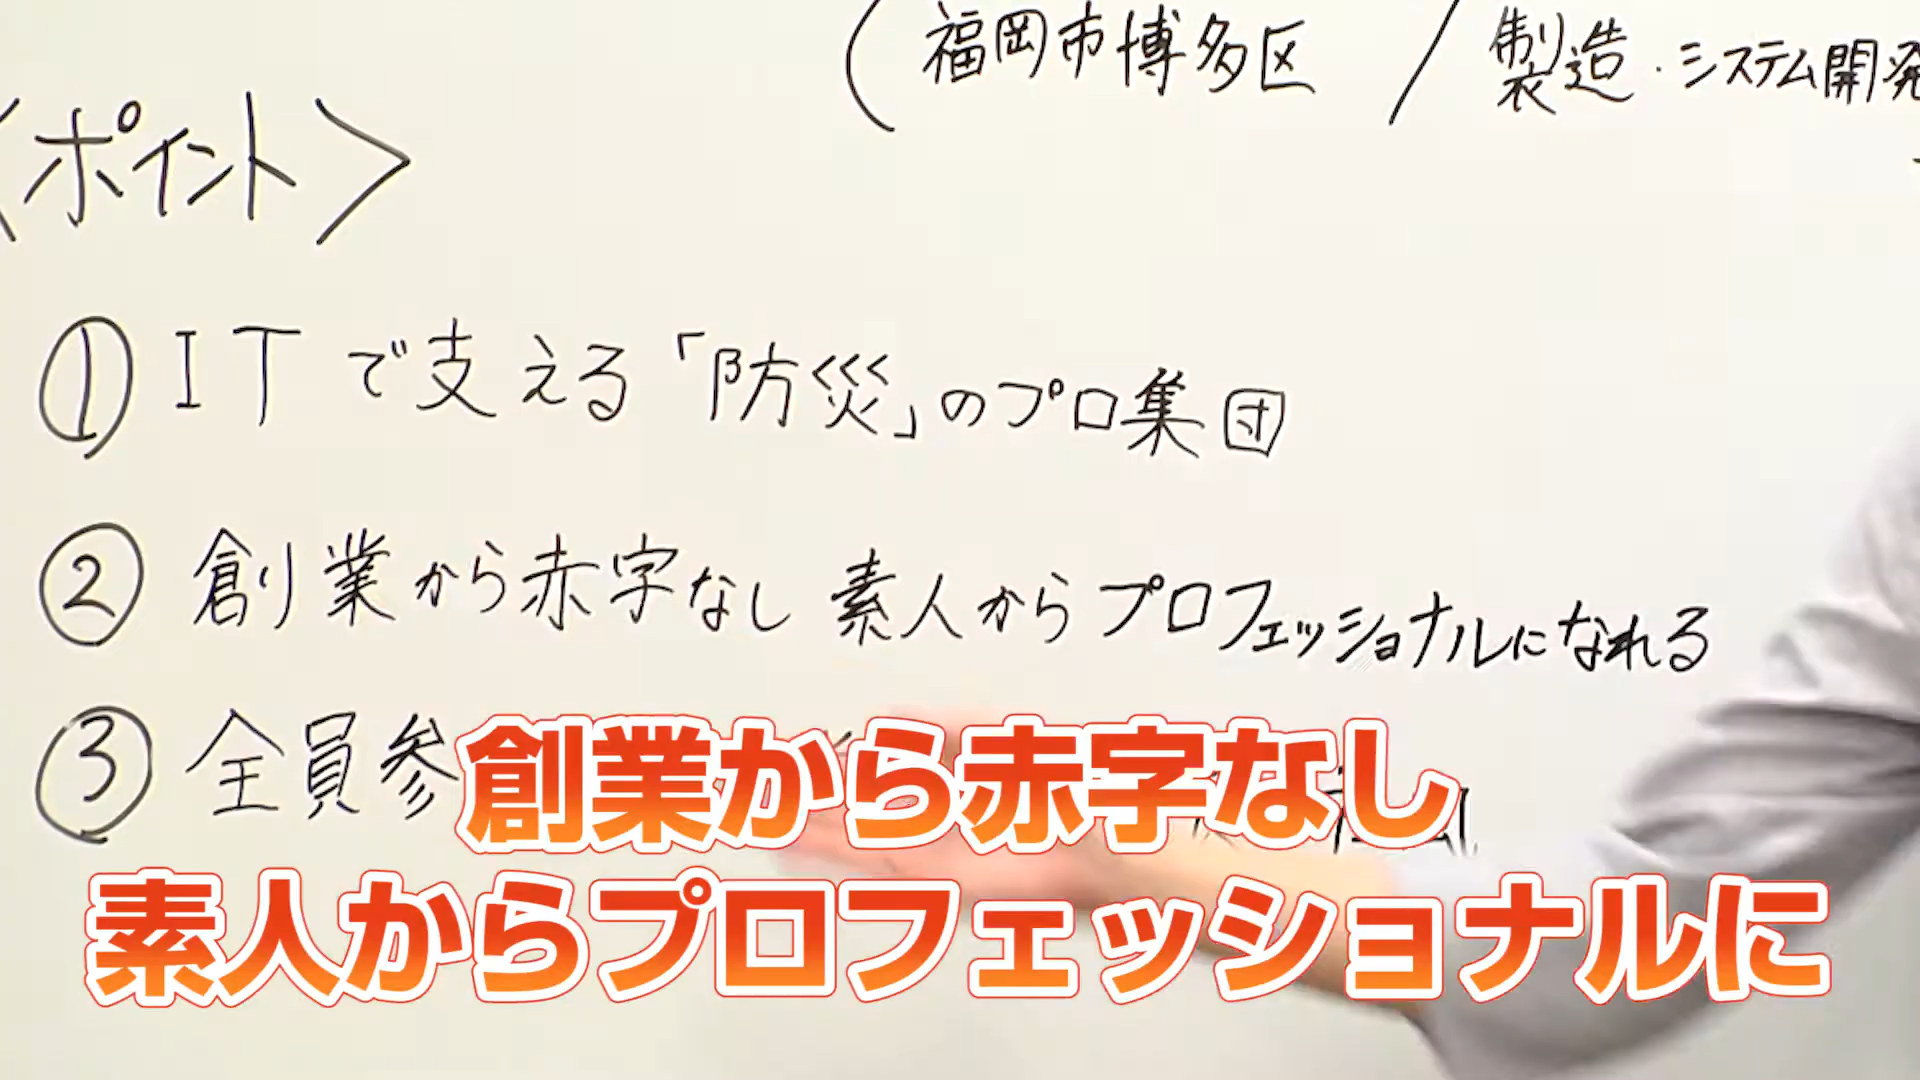 (福岡市博多区 / 製造・システム開発
<ポイント>
① ITで支える「防災」のプロ集団
② 創業から赤字なし 素人からプロフェッショナルになれる
③ 全員参
創業から赤字なし
素人からプロフェッショナルに